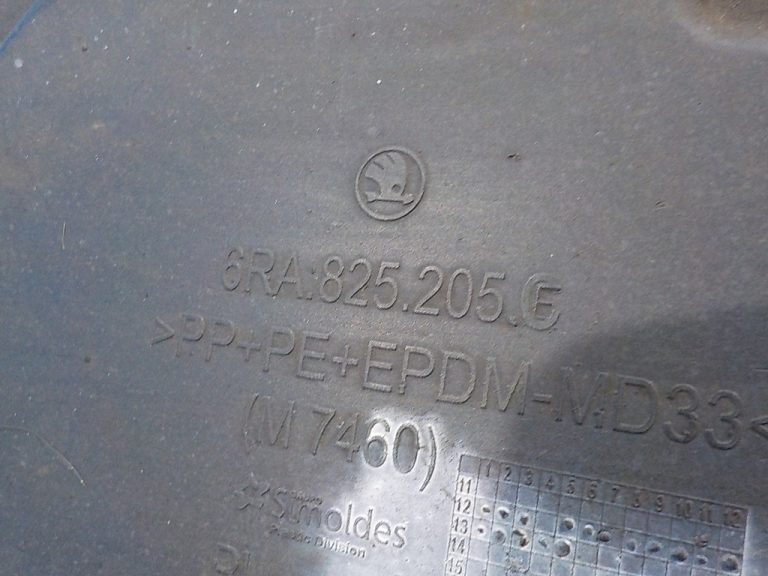 6RA.825.205.G
>PP+PE+EPDM-MD33<
(M 7460)
GRUPO
Simoldes
Plastic Division
1 2 3 4 5 6 7 8 9 10 11 12
11
12
13
14
15